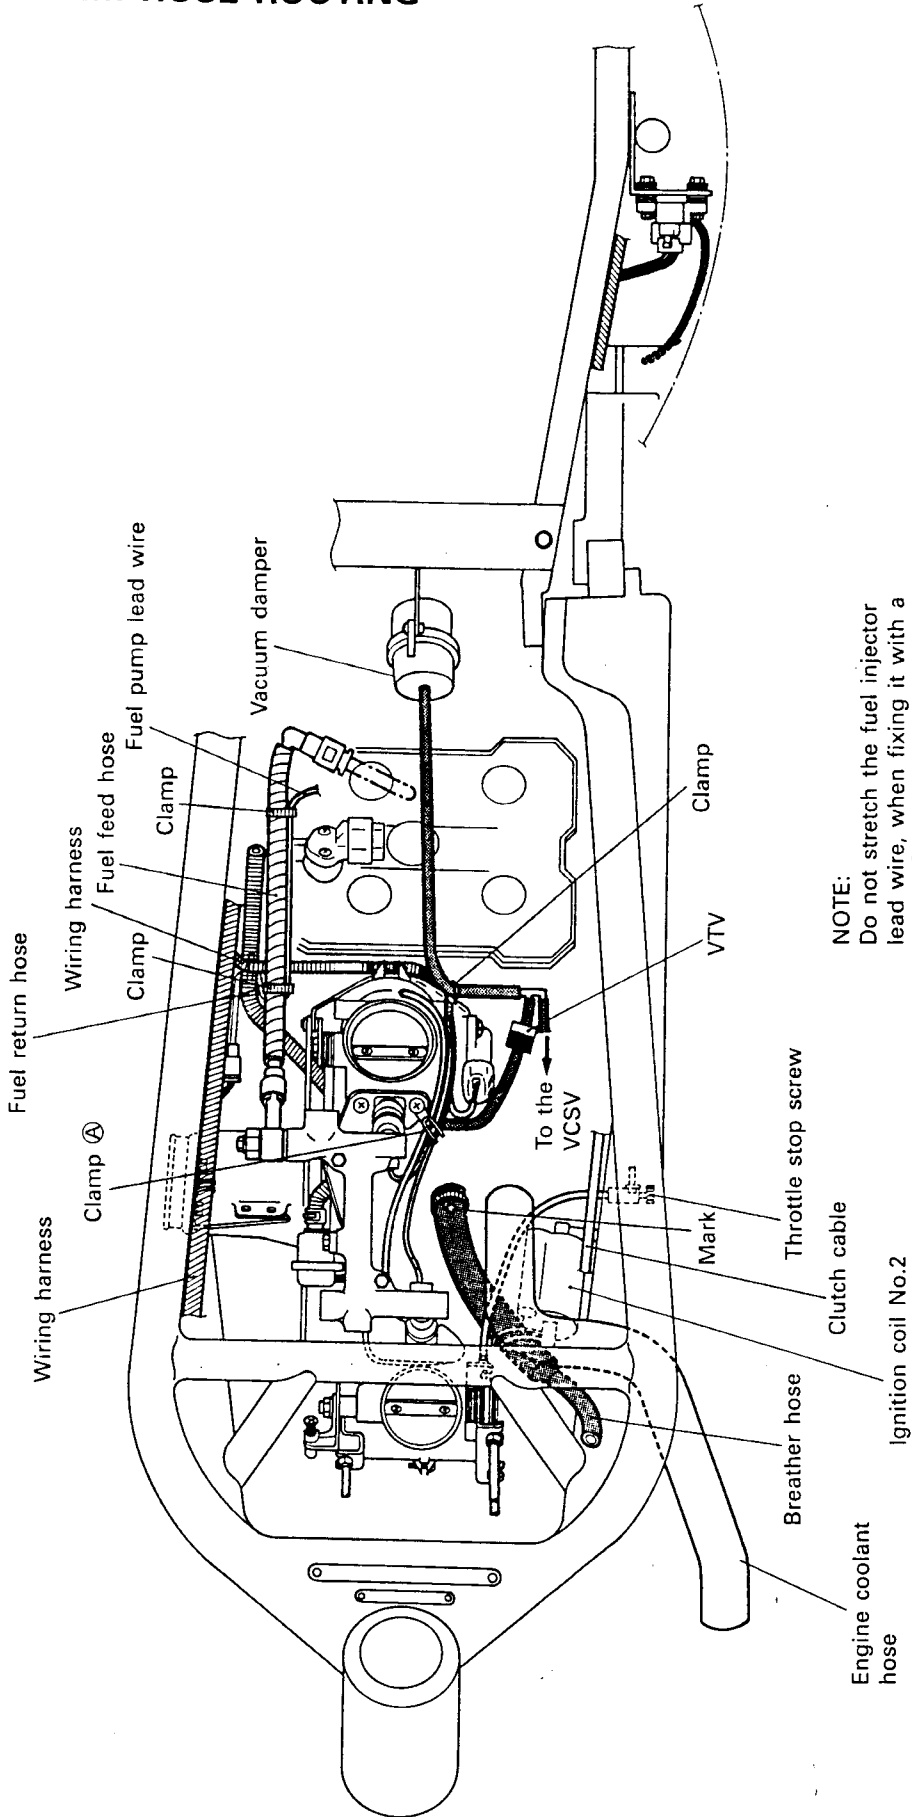 HOSE ROUTING
Fuel return hose
Wiring harness
Clamp
Fuel feed hose
Clamp
Fuel pump lead wire
Vacuum damper
Clamp Ⓐ
Wiring harness
Clamp
VTV
To the
VCSV
Mark
Throttle stop screw
Clutch cable
Ignition coil No.2
Breather hose
Engine coolant
hose
NOTE:
Do not stretch the fuel injector
lead wire, when fixing it with a